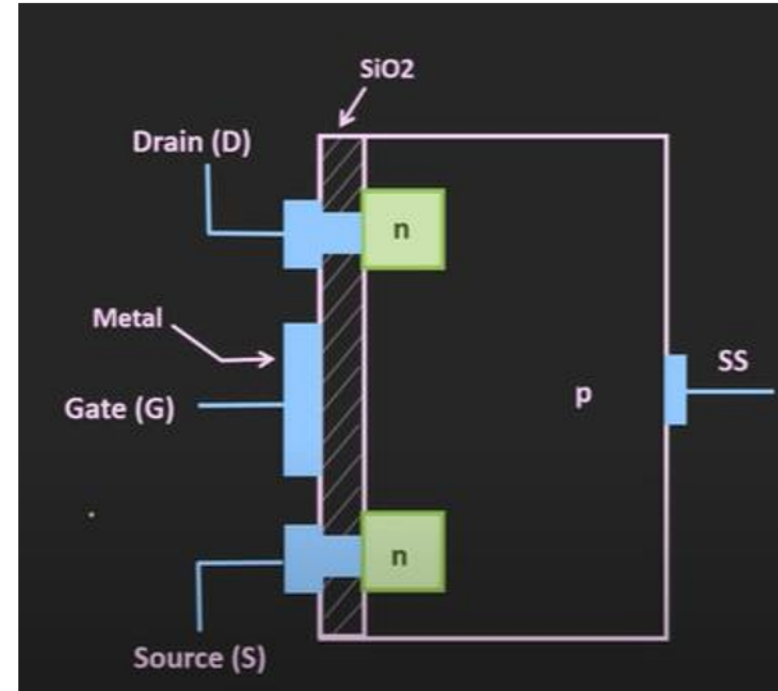 SiO2
Drain (D)
n
Metal
Gate (G)
p
SS
n
Source (S)